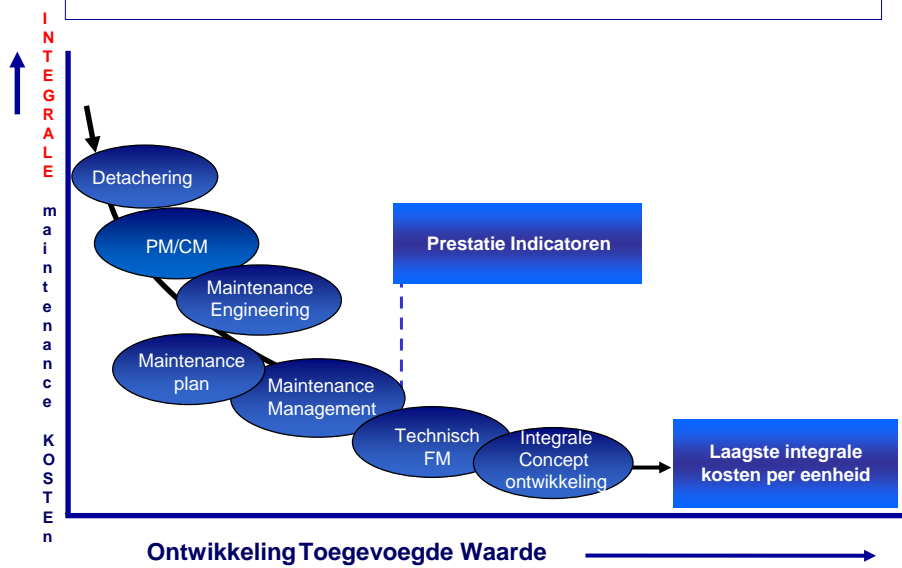 INTEGRALE maintenance KOSTEn
Detachering
PM/CM
Maintenance
Engineering
Maintenance
plan
Maintenance
Management
Technisch
FM
Integrale
Concept
ontwikkeling
Prestatie Indicatoren
Laagste integrale
kosten per eenheid
Ontwikkeling Toegevoegde Waarde